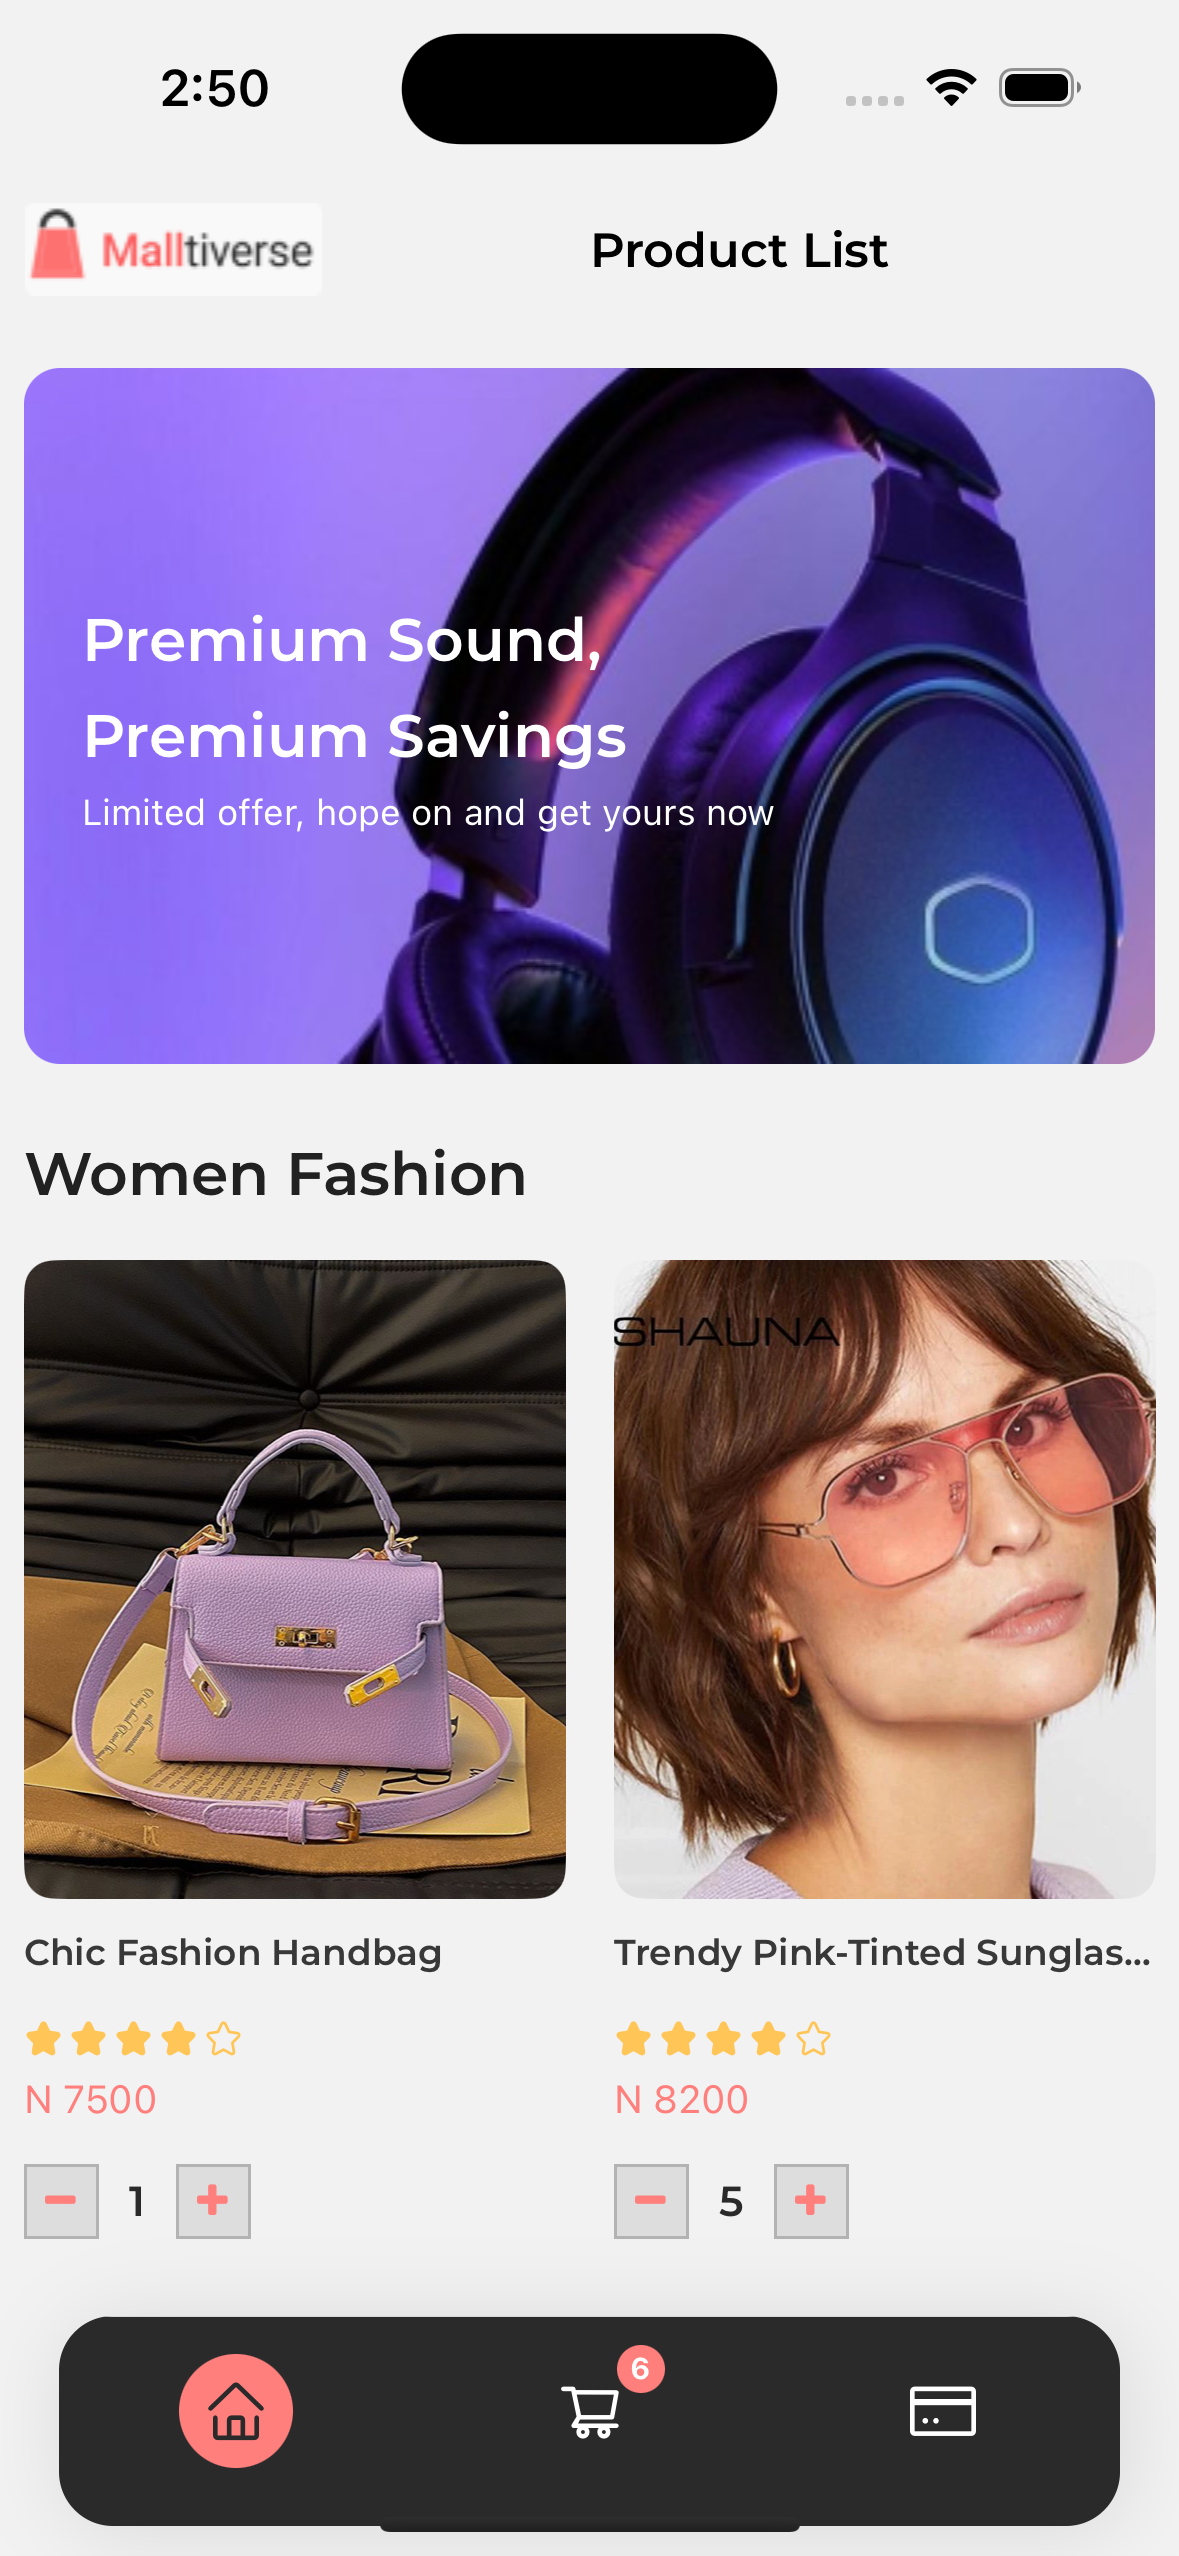 2:50
Malltiverse
Product List
Premium Sound,
Premium Savings
Limited offer, hope on and get yours now
Women Fashion
SHAUNA
Chic Fashion Handbag
Trendy Pink-Tinted Sunglas...
N 7500
N 8200
1
5
6